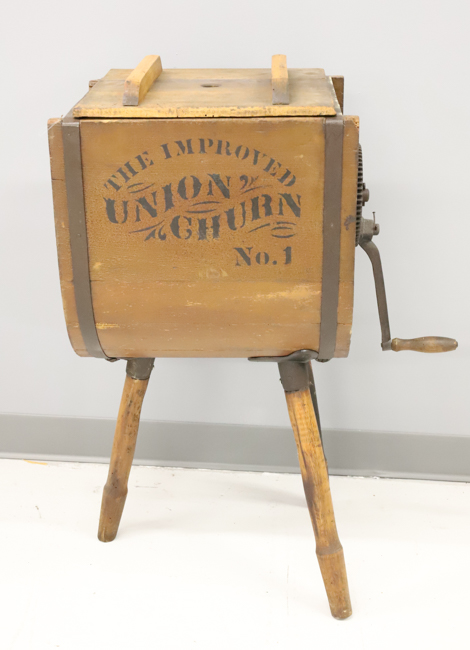 THE IMPROVED
UNION
CHURN
No. 1